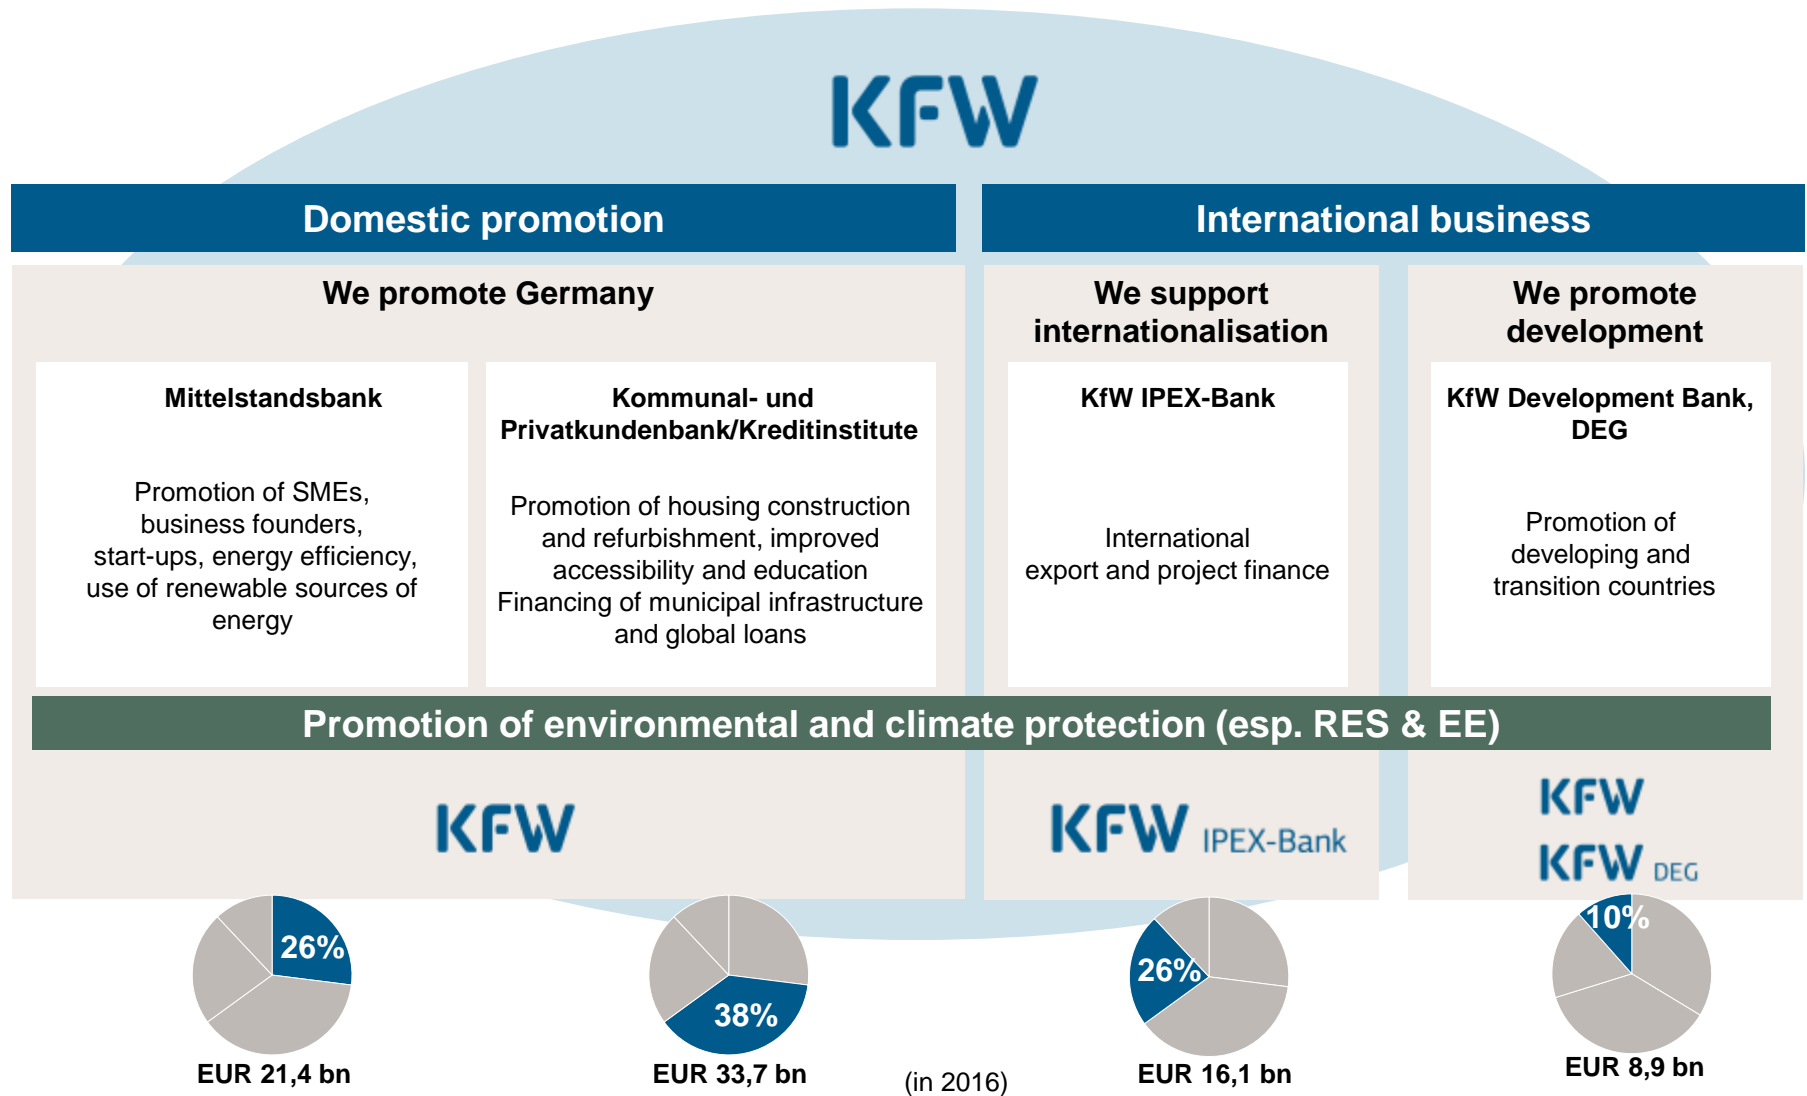 KFW
Domestic promotion
International business
We promote Germany
We support
internationalisation
We promote
development
Mittelstandsbank
Promotion of SMEs,
business founders,
start-ups, energy efficiency,
use of renewable sources of
energy
Kommunal- und
Privatkundenbank/Kreditinstitute
Promotion of housing construction
and refurbishment, improved
accessibility and education
Financing of municipal infrastructure
and global loans
KfW IPEX-Bank
International
export and project finance
KfW Development Bank,
DEG
Promotion of
developing and
transition countries
Promotion of environmental and climate protection (esp. RES & EE)
KFW
KFW IPEX-Bank
KFW
KFW DEG
26%
38%
26%
10%
EUR 21,4 bn
EUR 33,7 bn
(in 2016)
EUR 16,1 bn
EUR 8,9 bn